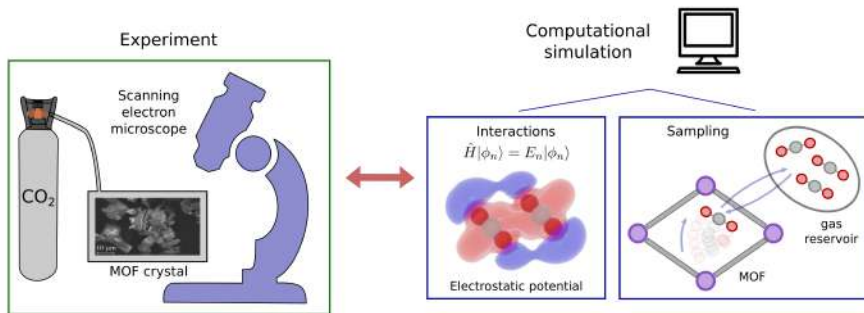 Experiment
Scanning
electron
microscope
CO₂
MOF crystal
Computational
simulation
Interactions
Ĥ|ϕₙ⟩ = Eₙ|ϕₙ⟩
Electrostatic potential
Sampling
gas
reservoir
MOF